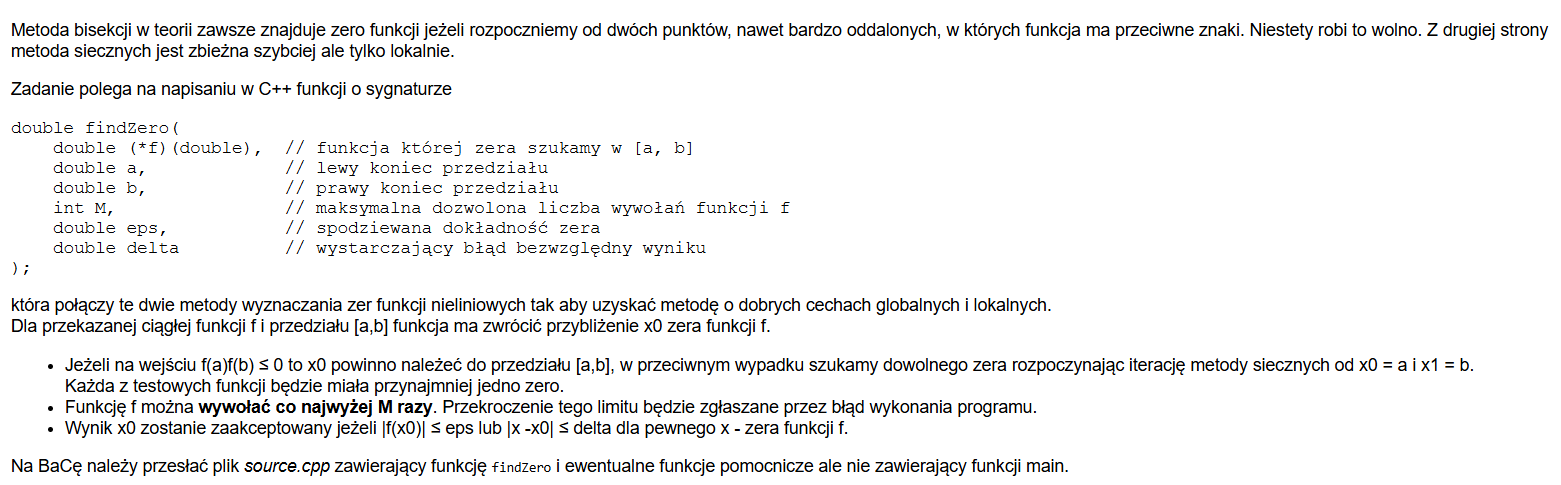 Metoda bisekcji w teorii zawsze znajduje zero funkcji jeżeli rozpoczniemy od dwóch punktów, nawet bardzo oddalonych, w których funkcja ma przeciwne znaki. Niestety robi to wolno. Z drugiej strony
metoda siecznych jest zbieżna szybciej ale tylko lokalnie.
Zadanie polega na napisaniu w C++ funkcji o sygnaturze
double findZero(
    double (*f)(double),  // funkcja której zera szukamy w [a, b]
    double a,             // lewy koniec przedziału
    double b,             // prawy koniec przedziału
    int M,                // maksymalna dozwolona liczba wywołań funkcji f
    double eps,           // spodziewana dokładność zera
    double delta          // wystarczający błąd bezwzględny wyniku
);
która połączy te dwie metody wyznaczania zer funkcji nieliniowych tak aby uzyskać metodę o dobrych cechach globalnych i lokalnych.
Dla przekazanej ciągłej funkcji f i przedziału [a,b] funkcja ma zwrócić przybliżenie x0 zera funkcji f.
• Jeżeli na wejściu f(a)f(b) ≤ 0 to x0 powinno należeć do przedziału [a,b], w przeciwnym wypadku szukamy dowolnego zera rozpoczynając iterację metody siecznych od x0 = a i x1 = b.
Każda z testowych funkcji będzie miała przynajmniej jedno zero.
• Funkcję f można wywołać co najwyżej M razy. Przekroczenie tego limitu będzie zgłaszane przez błąd wykonania programu.
• Wynik x0 zostanie zaakceptowany jeżeli |f(x0)| ≤ eps lub |x -x0| ≤ delta dla pewnego x - zera funkcji f.
Na BaCę należy przesłać plik source.cpp zawierający funkcję findZero i ewentualne funkcje pomocnicze ale nie zawierający funkcji main.